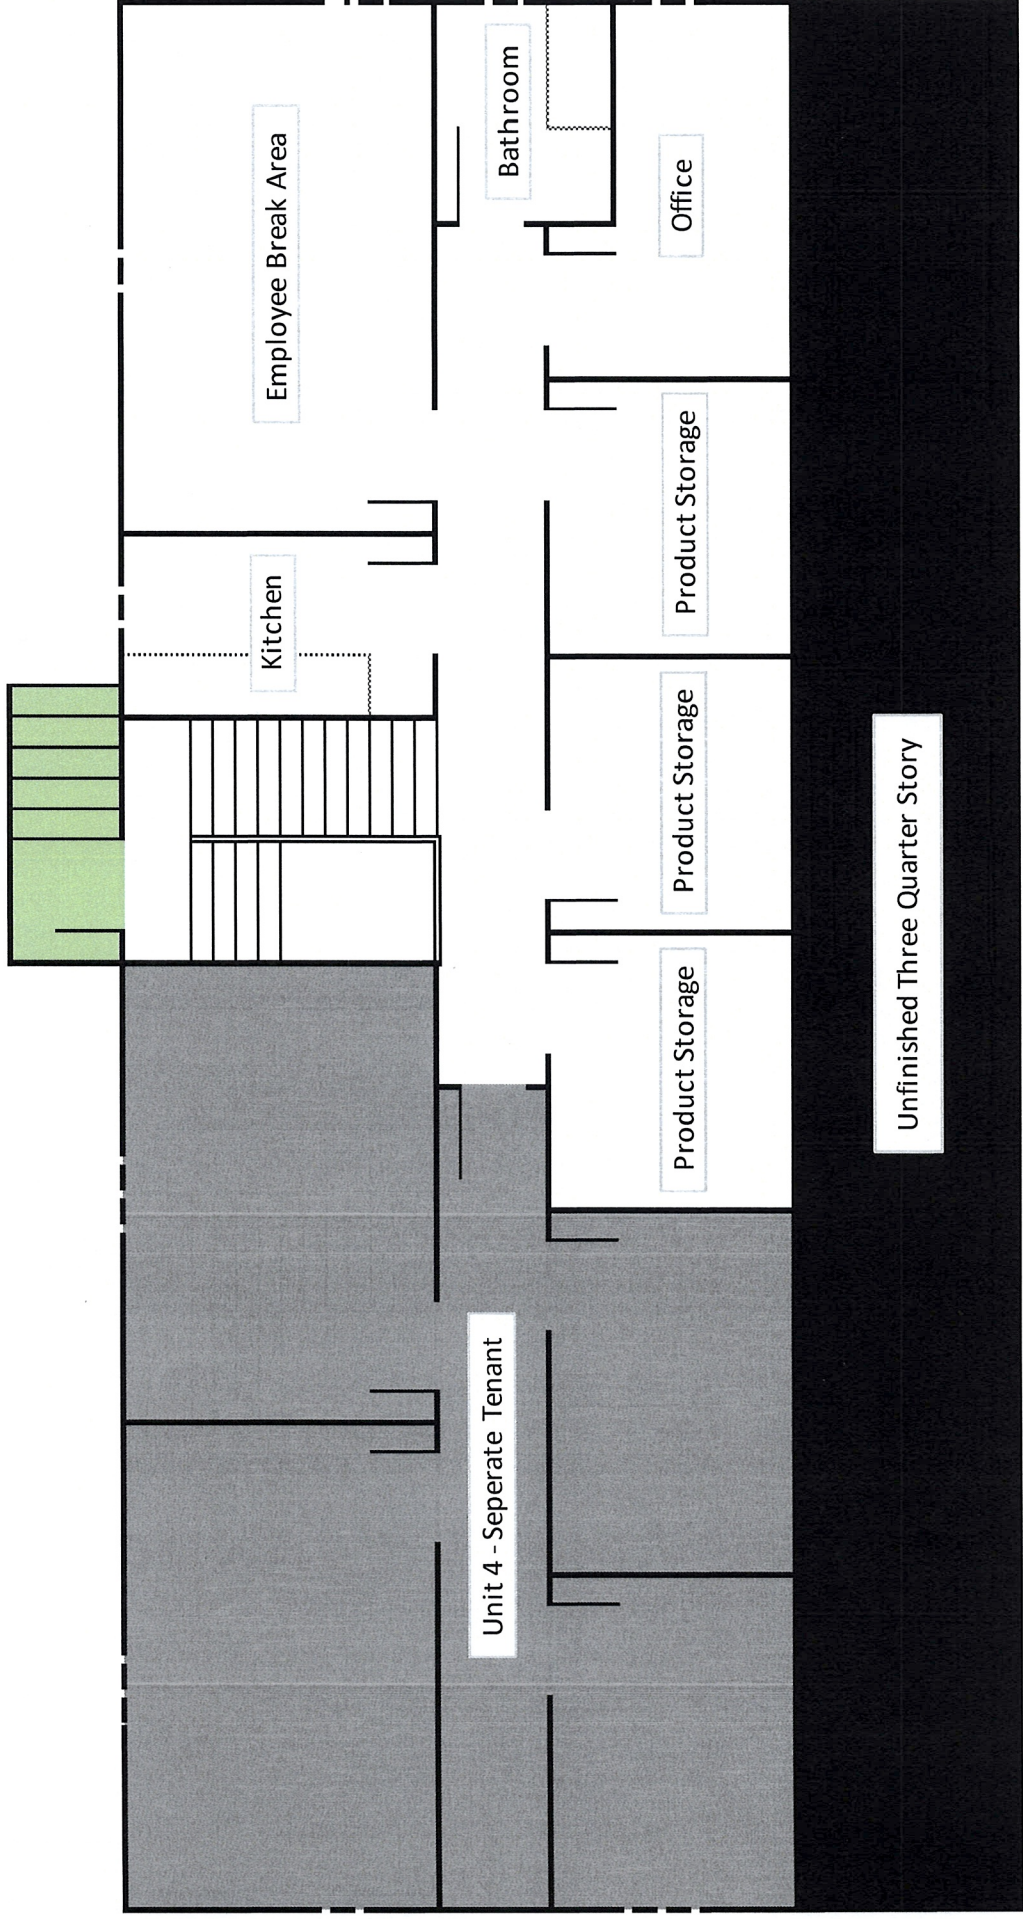 Employee Break Area
Bathroom
Office
Kitchen
Product Storage
Product Storage
Product Storage
Unit 4 - Seperate Tenant
Unfinished Three Quarter Story